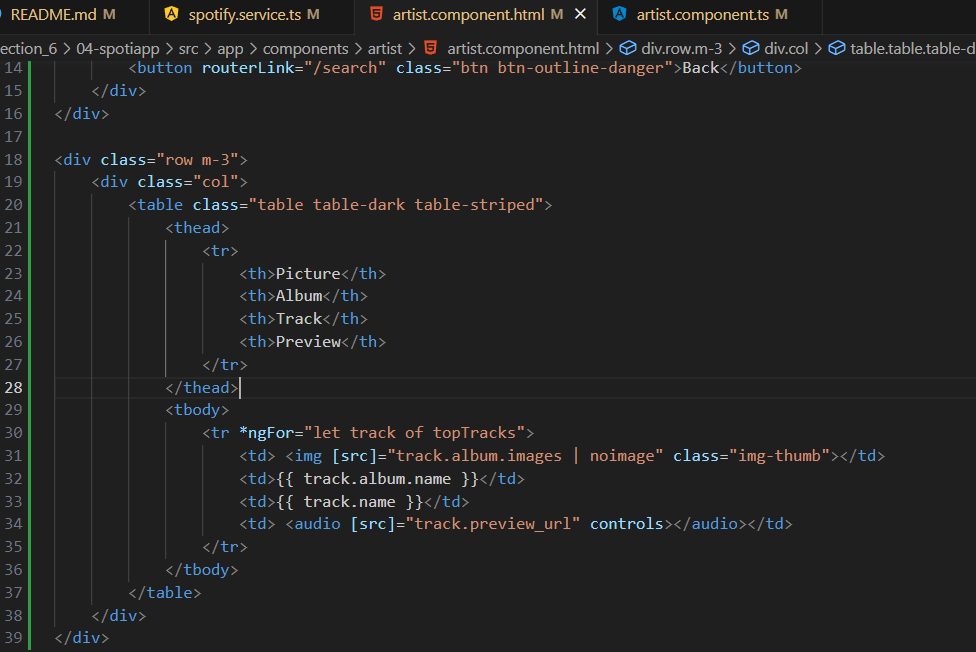 README.md M spotify.service.ts M artist.component.html M × artist.component.ts M
ection_6 > 04-spotiapp > src > app > components > artist > artist.component.html > div.row.m-3 > div.col > table.table.table-d
14 <button routerLink="/search" class="btn btn-outline-danger">Back</button>
15 </div>
16 </div>
17
18 <div class="row m-3">
19 <div class="col">
20 <table class="table table-dark table-striped">
21 <thead>
22 <tr>
23 <th>Picture</th>
24 <th>Album</th>
25 <th>Track</th>
26 <th>Preview</th>
27 </tr>
28 </thead>
29 <tbody>
30 <tr *ngFor="let track of topTracks">
31 <td> <img [src]="track.album.images | noimage" class="img-thumb"></td>
32 <td>{{ track.album.name }}</td>
33 <td>{{ track.name }}</td>
34 <td> <audio [src]="track.preview_url" controls></audio></td>
35 </tr>
36 </tbody>
37 </table>
38 </div>
39 </div>